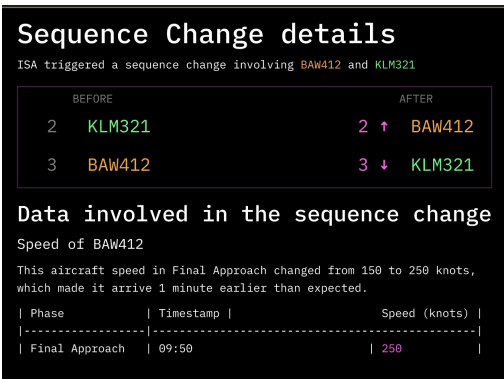 Sequence Change details
ISA triggered a sequence change involving BAW412 and KLM321
BEFORE AFTER
2 KLM321 2 ↑ BAW412
3 BAW412 3 ↓ KLM321
Data involved in the sequence change
Speed of BAW412
This aircraft speed in Final Approach changed from 150 to 250 knots,
which made it arrive 1 minute earlier than expected.
| Phase | Timestamp | Speed (knots) |
|------------------|----------------------------------------------|
| Final Approach | 09:50 | 250 |